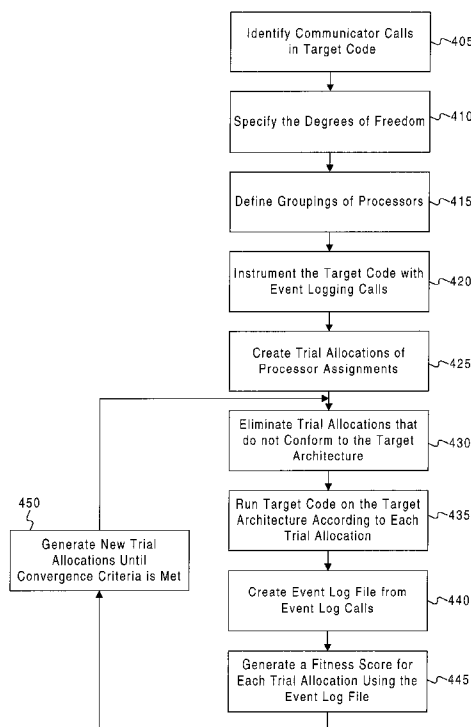 Identify Communicator Calls
in Target Code
405
Specify the Degrees of Freedom
410
Define Groupings of Processors
415
Instrument the Target Code with
Event Logging Calls
420
Create Trial Allocations of
Processor Assignments
425
Eliminate Trial Allocations that
do not Conform to the Target
Architecture
430
Run Target Code on the Target
Architecture According to Each
Trial Allocation
435
450
Generate New Trial
Allocations Until
Convergence Criteria is Met
Create Event Log File from
Event Log Calls
440
Generate a Fitness Score for
Each Trial Allocation Using the
Event Log File
445